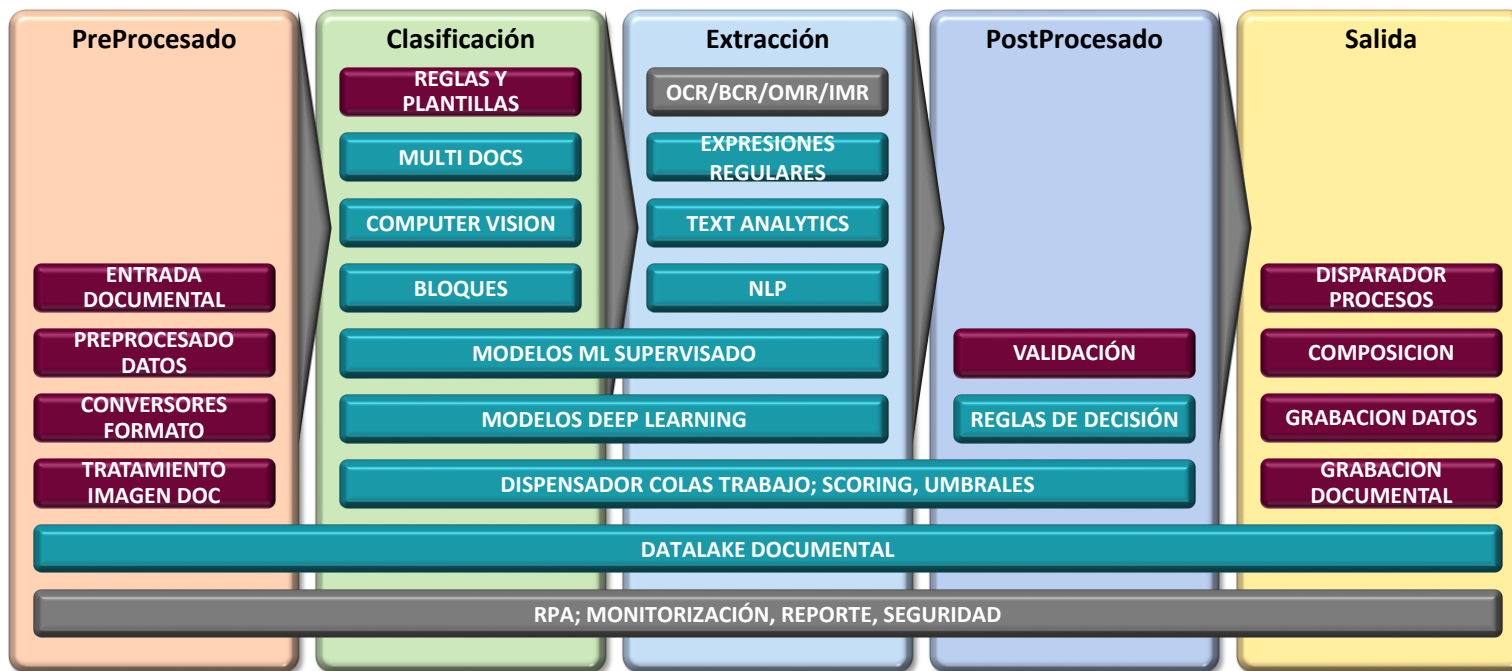 PreProcesado
ENTRADA
DOCUMENTAL
PREPROCESADO
DATOS
CONVERSORES
FORMATO
TRATAMIENTO
IMAGEN DOC
Clasificación
REGLAS Y
PLANTILLAS
MULTI DOCS
COMPUTER VISION
BLOQUES
Extracción
OCR/BCR/OMR/IMR
EXPRESIONES
REGULARES
TEXT ANALYTICS
NLP
MODELOS ML SUPERVISADO
MODELOS DEEP LEARNING
PostProcesado
VALIDACIÓN
REGLAS DE DECISIÓN
DISPENSADOR COLAS TRABAJO; SCORING, UMBRALES
Salida
DISPARADOR
PROCESOS
COMPOSICION
GRABACION DATOS
GRABACION
DOCUMENTAL
DATALAKE DOCUMENTAL
RPA; MONITORIZACIÓN, REPORTE, SEGURIDAD